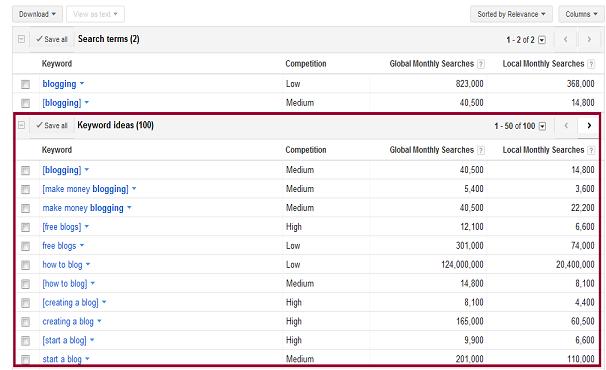 Download View as text Sorted by Relevance Columns
Save all Search terms (2) 1 - 2 of 2
Keyword Competition Global Monthly Searches ? Local Monthly Searches ?
blogging Low 823,000 368,000
[blogging] Medium 40,500 14,800
Save all Keyword ideas (100) 1 - 50 of 100
Keyword Competition Global Monthly Searches ? Local Monthly Searches ?
[blogging] Medium 40,500 14,800
[make money blogging] Medium 5,400 3,600
make money blogging Medium 40,500 22,200
[free blogs] High 12,100 6,600
free blogs Low 301,000 74,000
how to blog Low 124,000,000 20,400,000
[how to blog] Medium 14,800 8,100
[creating a blog] High 8,100 4,400
creating a blog High 165,000 60,500
[start a blog] High 9,900 6,600
start a blog Medium 201,000 110,000